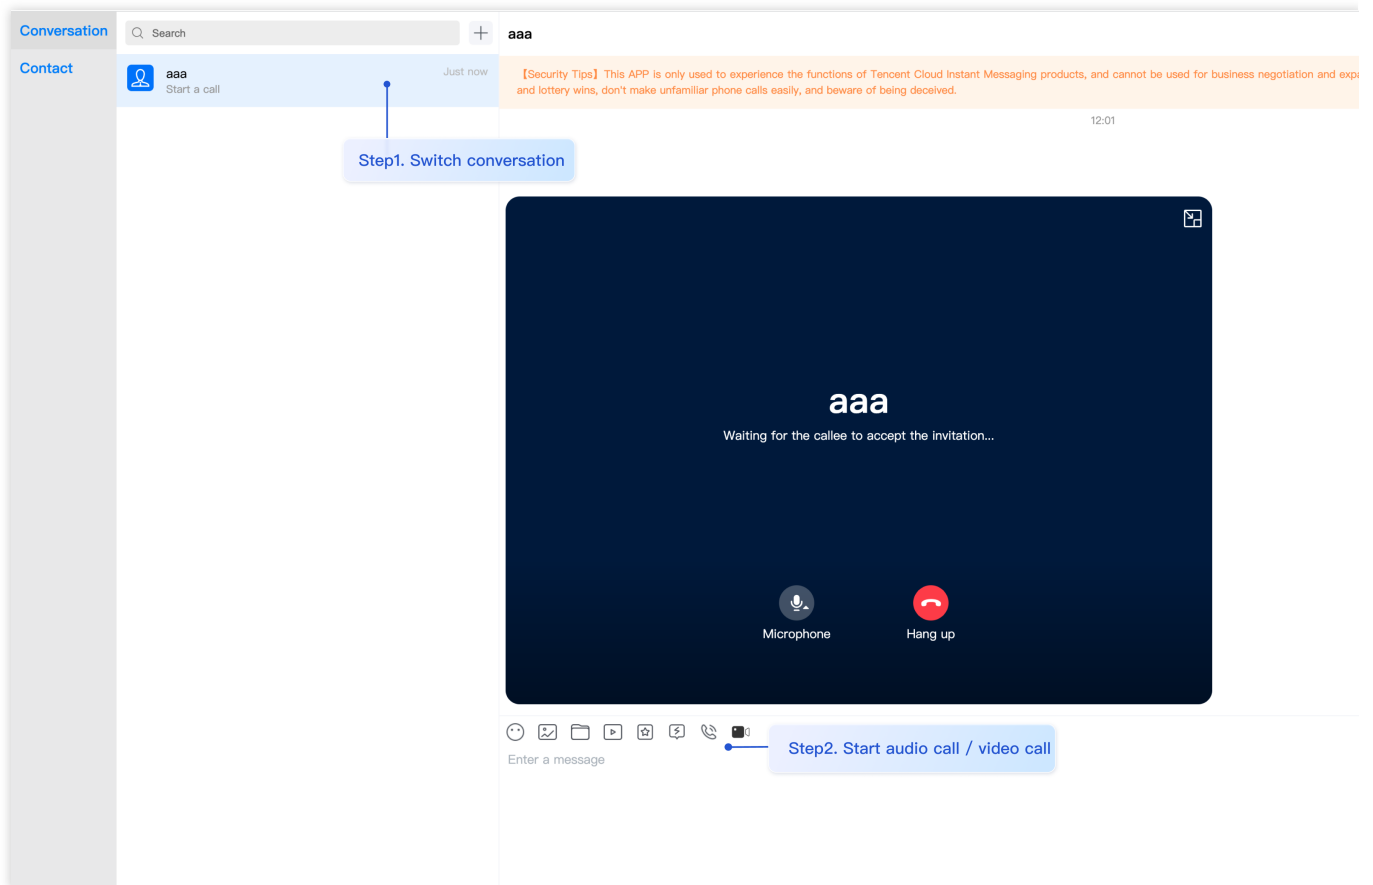 Conversation
Contact
Search
aaa
Just now
Start a call
Step1. Switch conversation
aaa
【Security Tips】This APP is only used to experience the functions of Tencent Cloud Instant Messaging products, and cannot be used for business negotiation and expa
and lottery wins, don't make unfamiliar phone calls easily, and beware of being deceived.
12:01
aaa
Waiting for the callee to accept the invitation...
Microphone
Hang up
Step2. Start audio call / video call
Enter a message